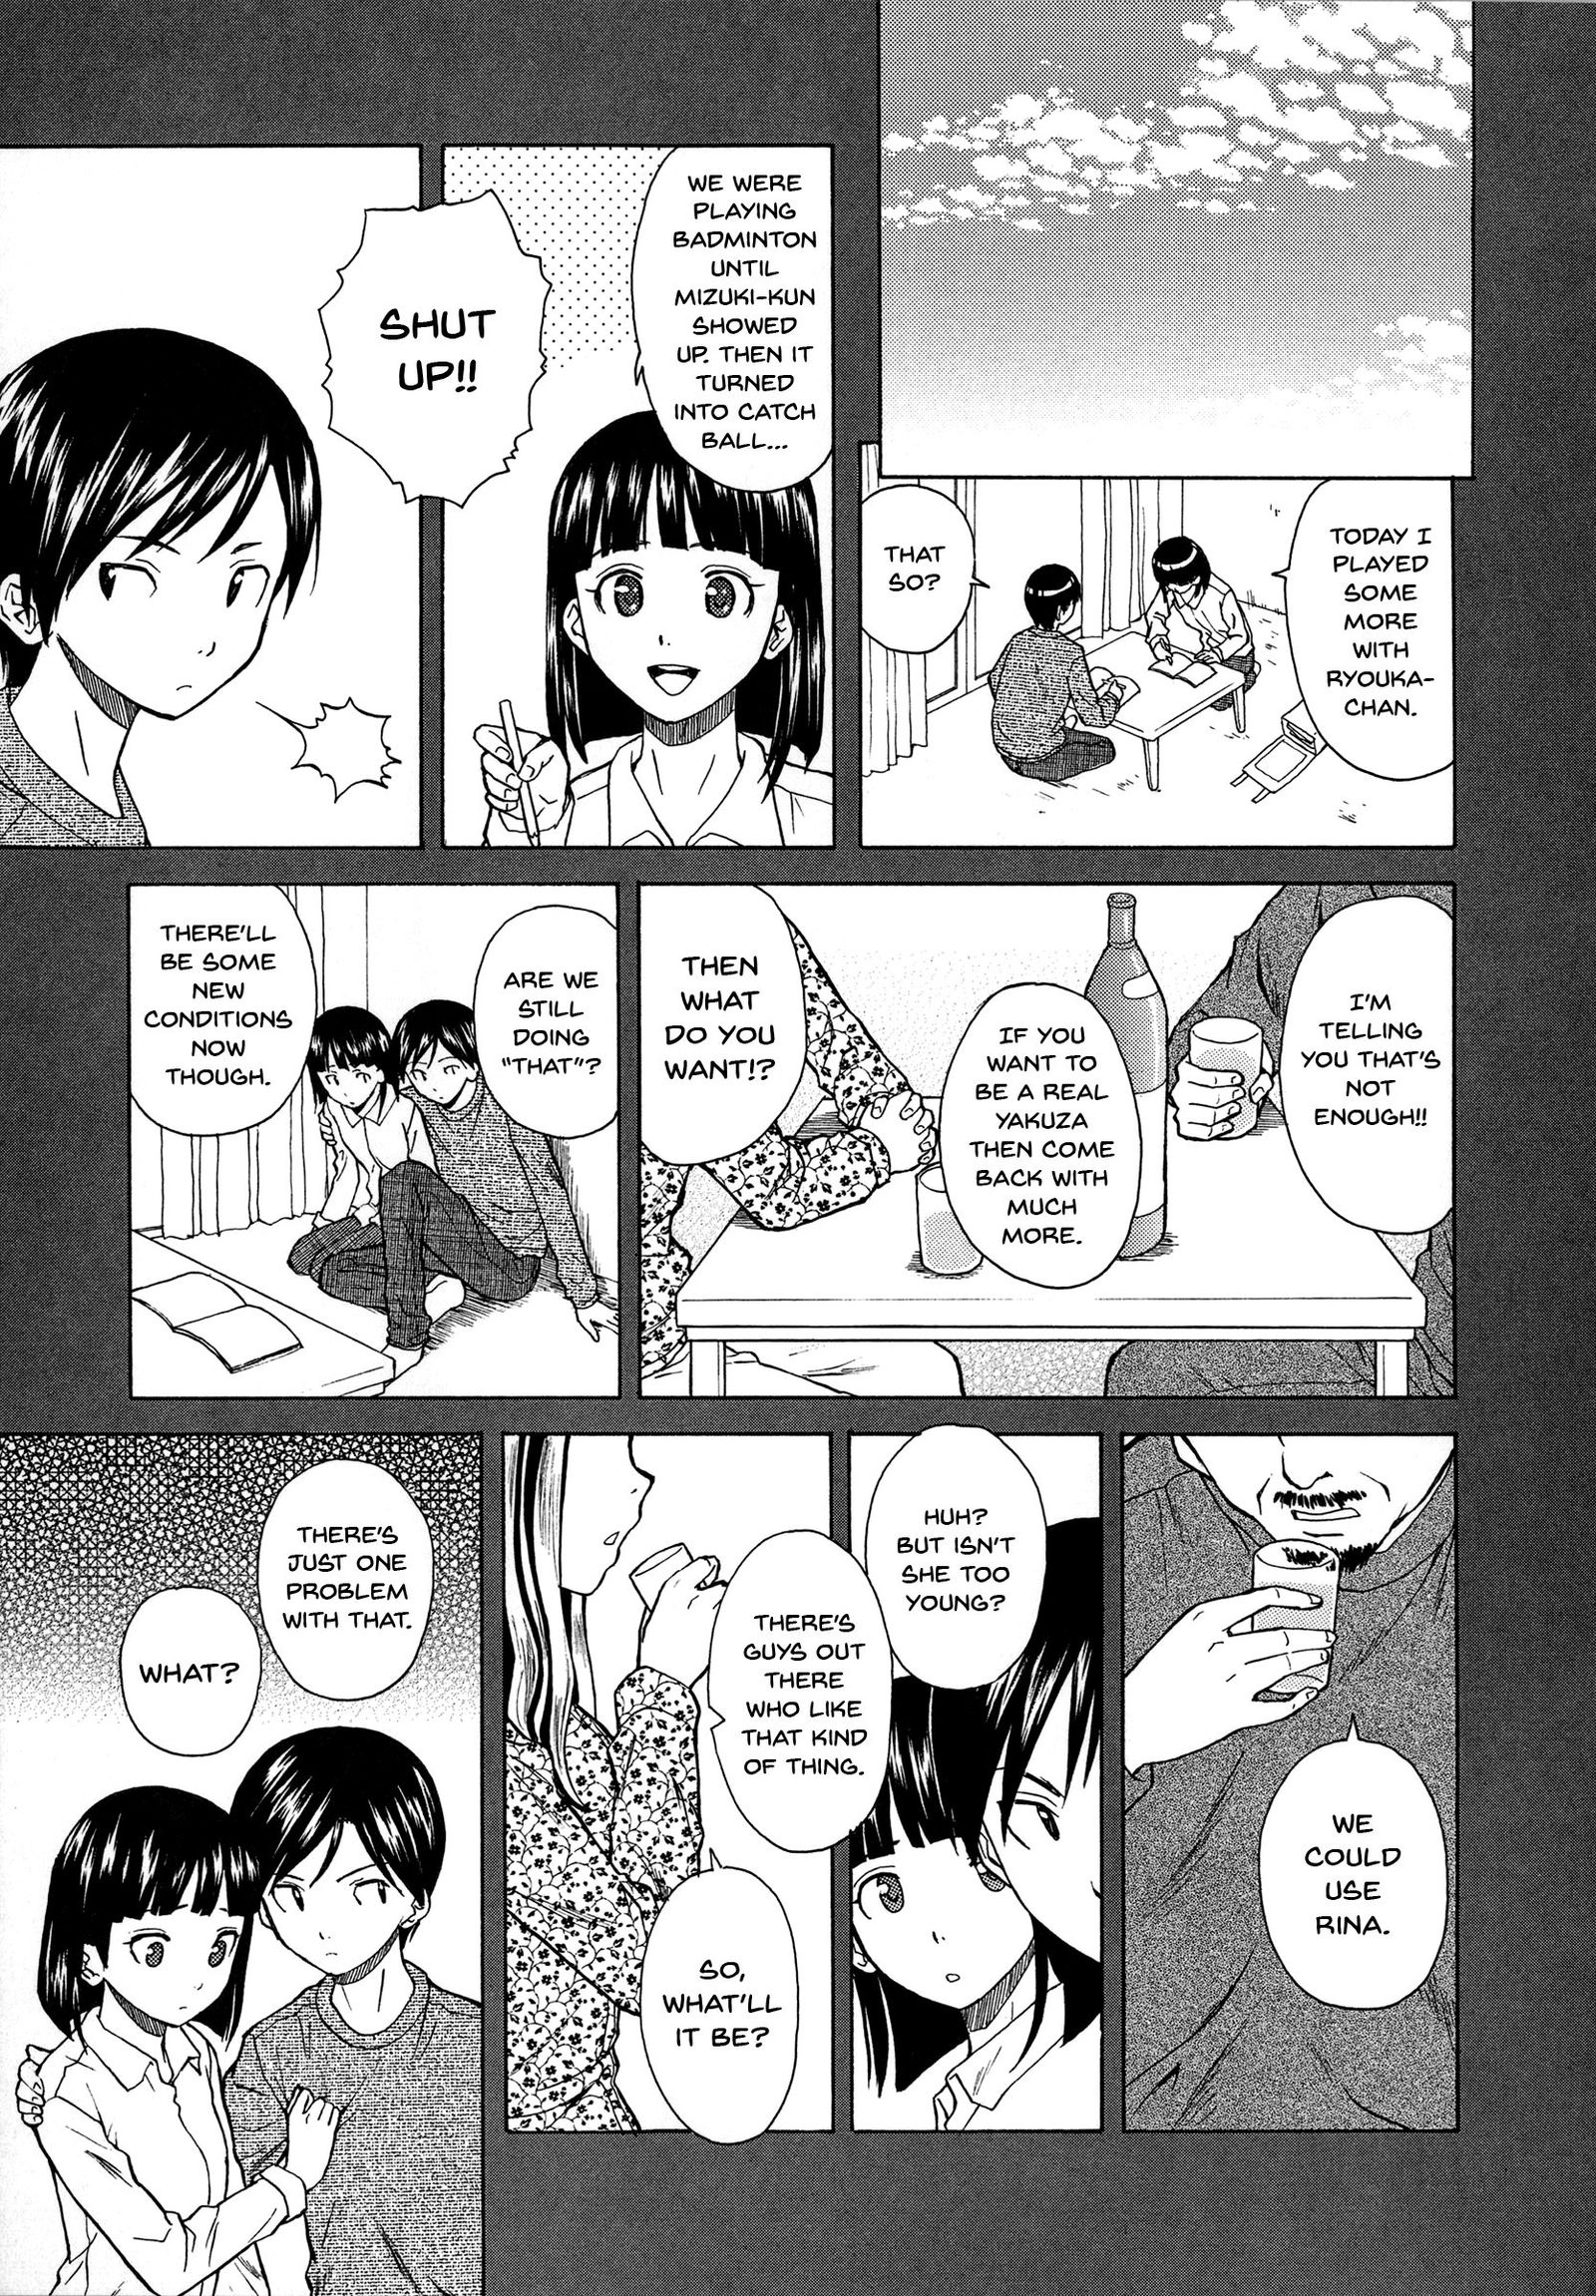 TODAY I
PLAYED
SOME
MORE
WITH
RYOUKA-
CHAN.
THAT
SO?
WE WERE
PLAYING
BADMINTON
UNTIL
MIZUKI-KUN
SHOWED
UP. THEN IT
TURNED
INTO CATCH
BALL...
SHUT
UP!!
I'M
TELLING
YOU THAT'S
NOT
ENOUGH!!
IF YOU
WANT TO
BE A REAL
YAKUZA
THEN COME
BACK WITH
MUCH
MORE.
THEN
WHAT
DO YOU
WANT!?
ARE WE
STILL
DOING
"THAT"?
THERE'LL
BE SOME
NEW
CONDITIONS
NOW
THOUGH.
WE
COULD
USE
RINA.
HUH?
BUT ISN'T
SHE TOO
YOUNG?
THERE'S
GUYS OUT
THERE
WHO LIKE
THAT KIND
OF THING.
SO,
WHAT'LL
IT BE?
THERE'S
JUST ONE
PROBLEM
WITH THAT.
WHAT?